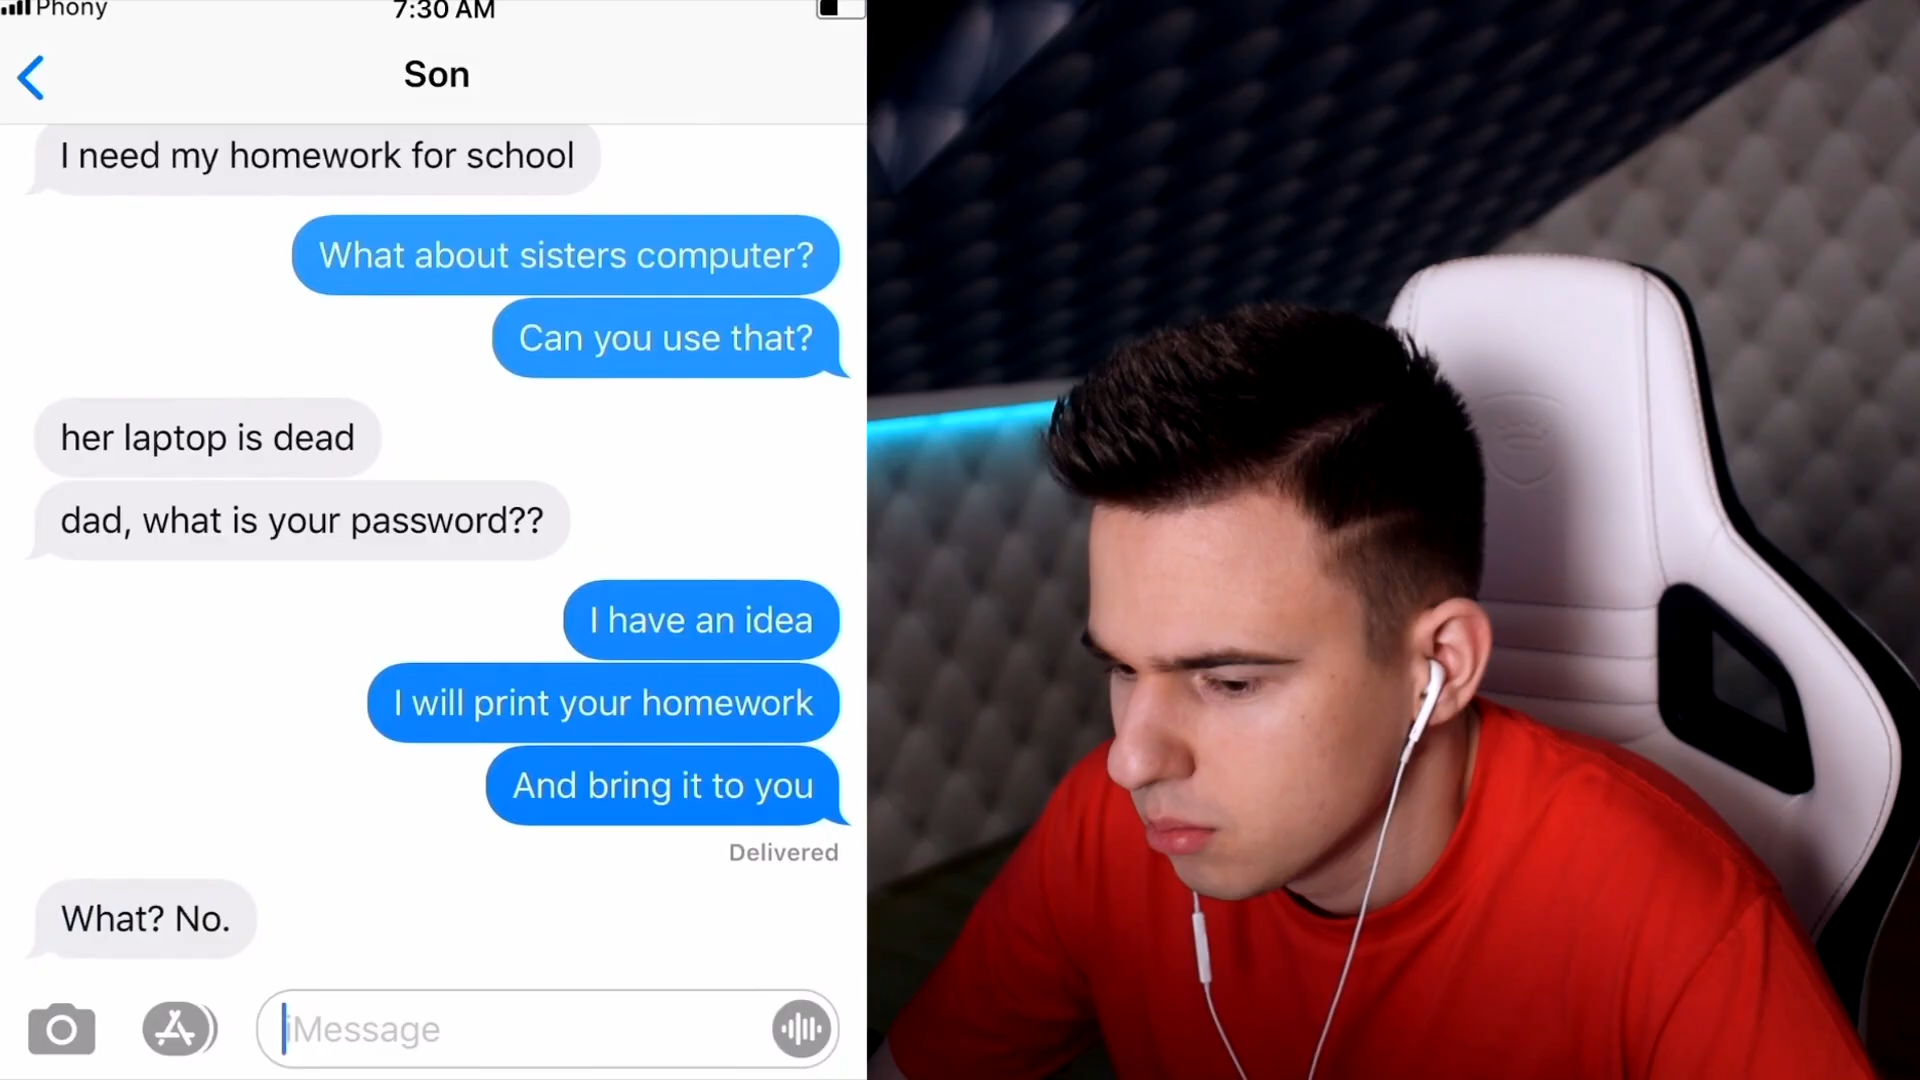 Phony
7:30 AM
Son
I need my homework for school
What about sisters computer?
Can you use that?
her laptop is dead
dad, what is your password??
I have an idea
I will print your homework
And bring it to you
Delivered
What? No.
iMessage